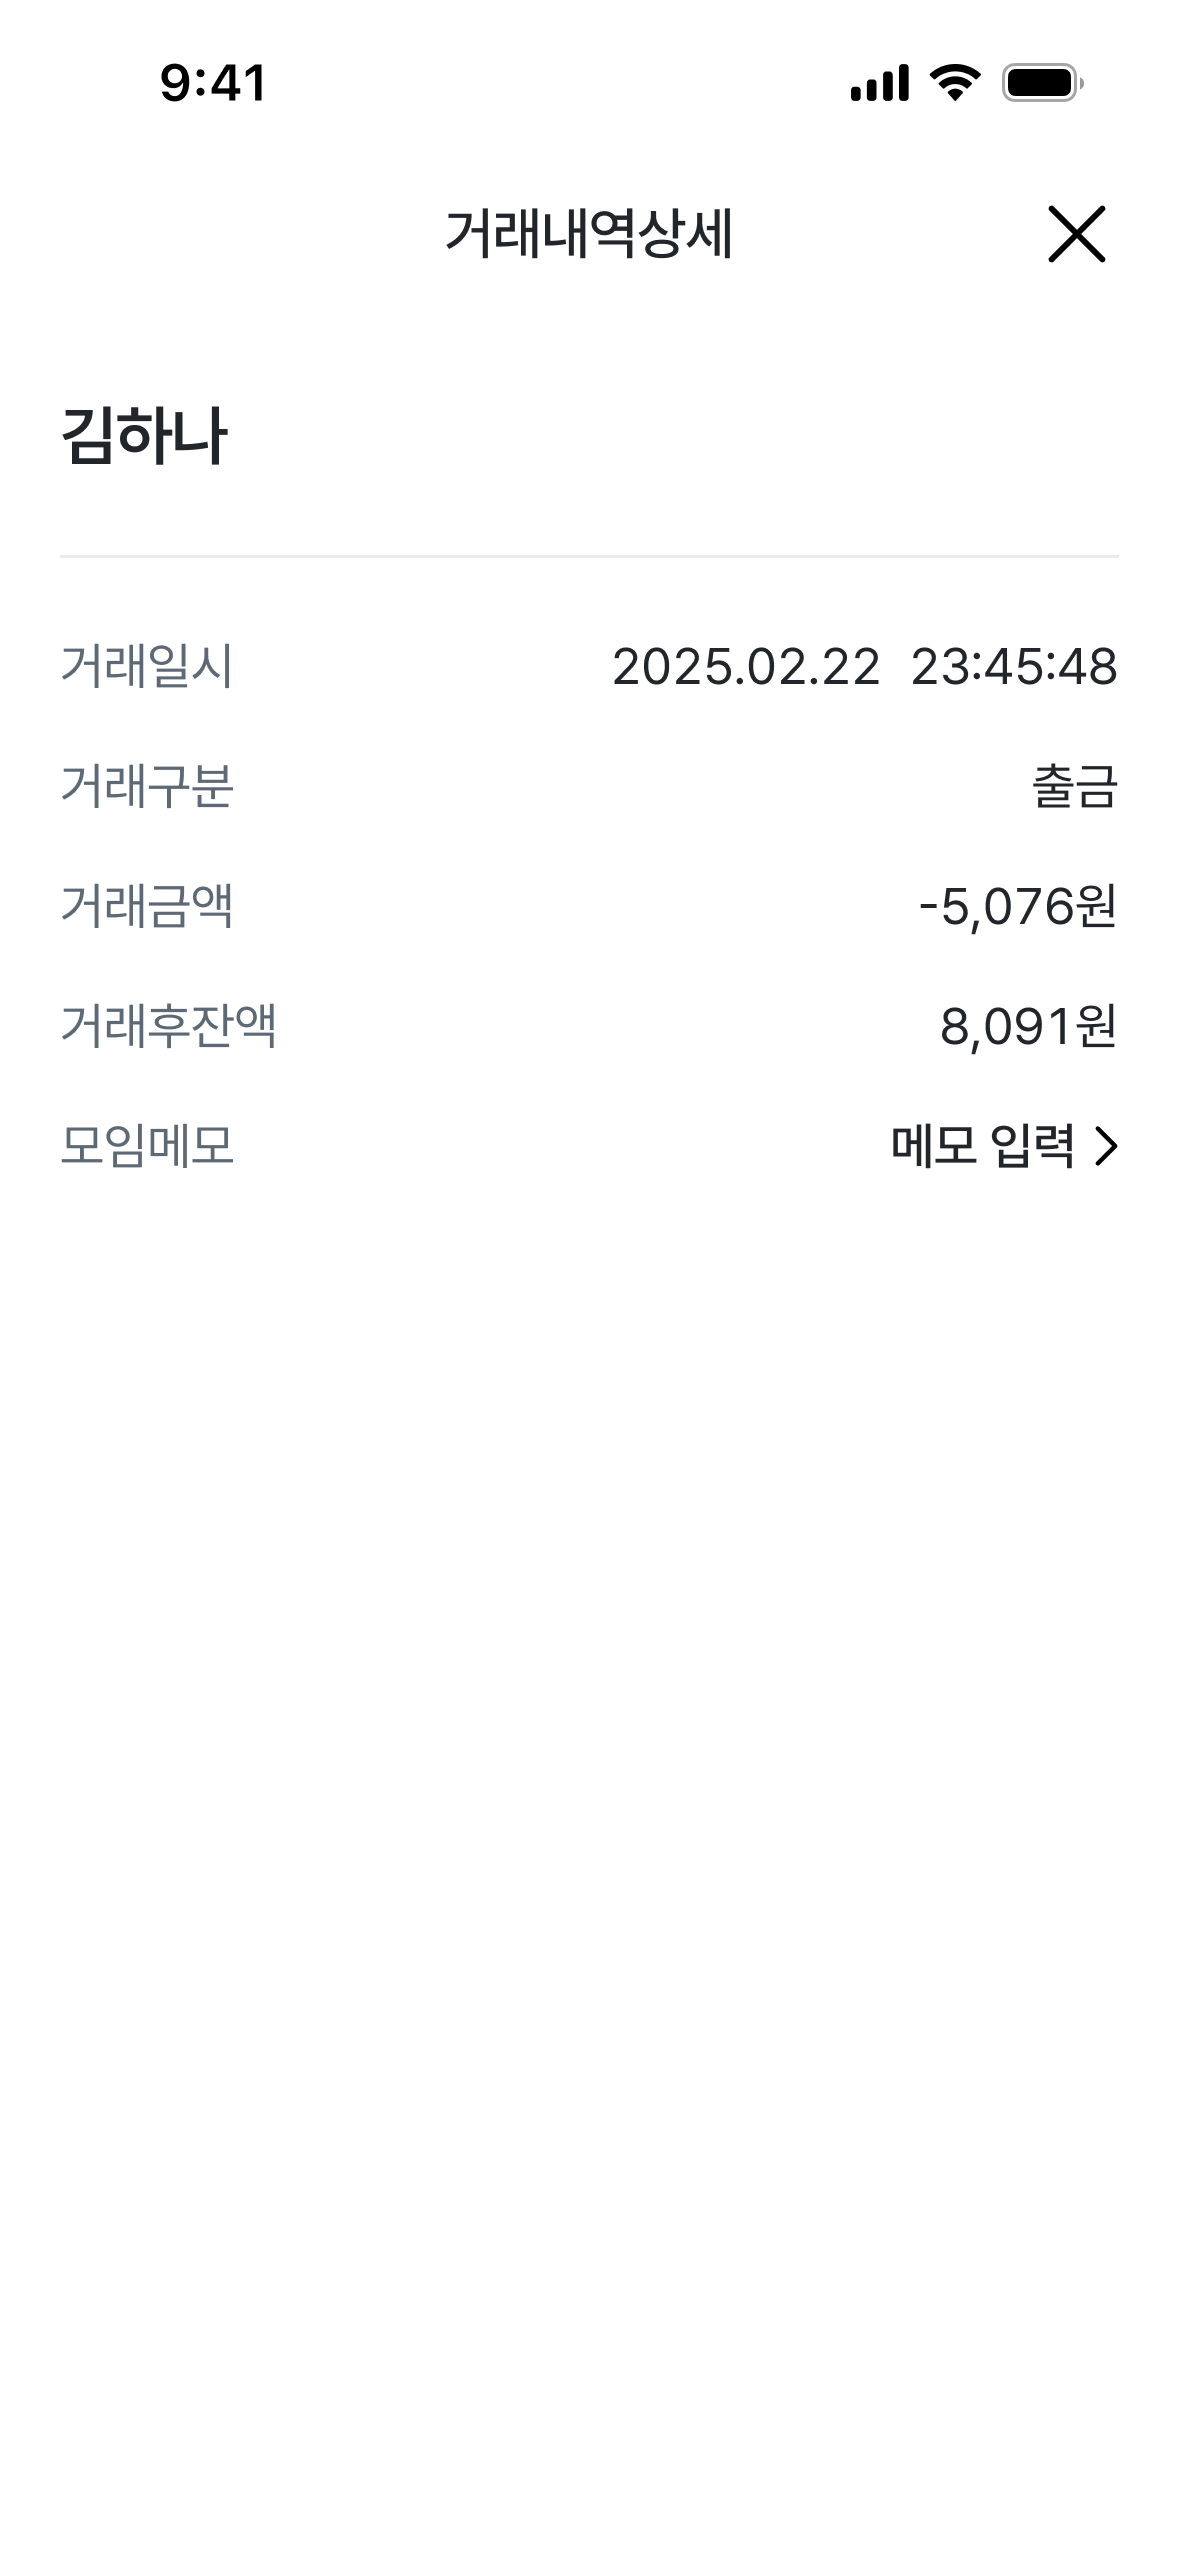 9:41
거래내역상세
김하나
거래일시 2025.02.22 23:45:48
거래구분 출금
거래금액 -5,076원
거래후잔액 8,091원
모임메모 메모 입력